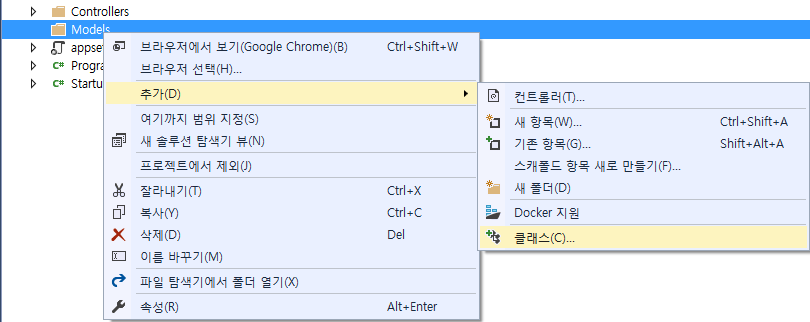 Controllers
Models
appse
C# Progra
C# Startu
브라우저에서 보기(Google Chrome)(B) Ctrl+Shift+W
브라우저 선택(H)...
추가(D)
여기까지 범위 지정(S)
새 솔루션 탐색기 뷰(N)
프로젝트에서 제외(J)
잘라내기(T) Ctrl+X
복사(Y) Ctrl+C
삭제(D) Del
이름 바꾸기(M)
파일 탐색기에서 폴더 열기(X)
속성(R) Alt+Enter
컨트롤러(T)...
새 항목(W)... Ctrl+Shift+A
기존 항목(G)... Shift+Alt+A
스캐폴드 항목 새로 만들기(F)...
새 폴더(D)
Docker 지원
클래스(C)...